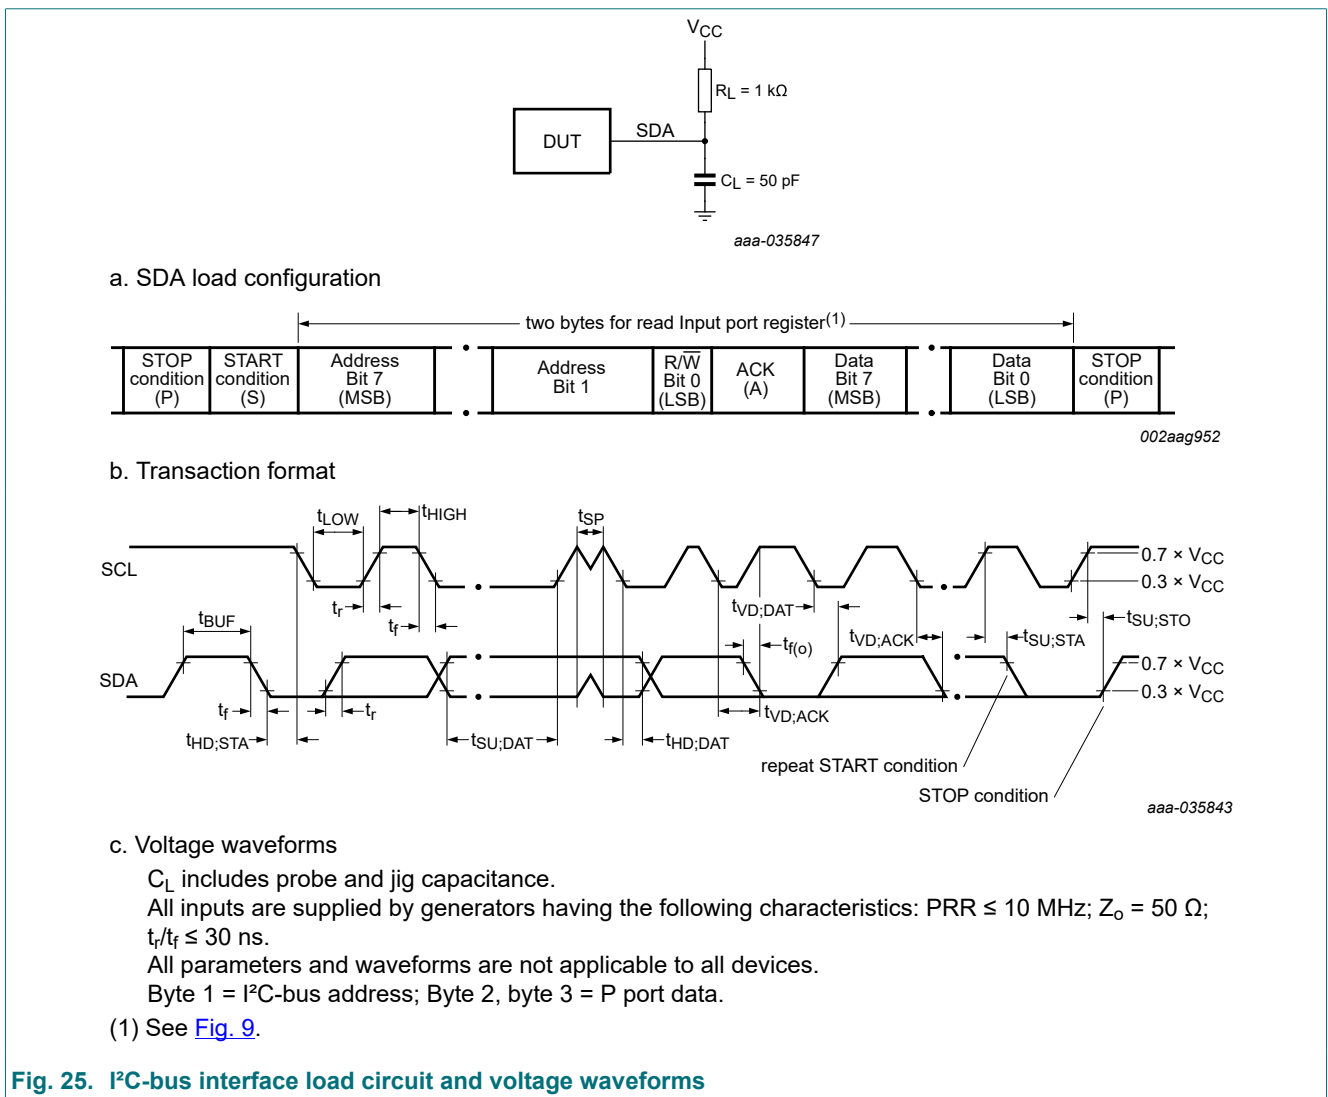 VCC
RL = 1 kΩ
DUT
SDA
CL = 50 pF
aaa-035847
a. SDA load configuration
two bytes for read Input port register(1)
STOP condition (P)
START condition (S)
Address Bit 7 (MSB)
Address Bit 1
R/W̅ Bit 0 (LSB)
ACK (A)
Data Bit 7 (MSB)
Data Bit 0 (LSB)
STOP condition (P)
002aag952
b. Transaction format
tLOW
tHIGH
tSP
SCL
0.7 × VCC
0.3 × VCC
tr
tf
tVD;DAT
tSU;STO
tBUF
tf(o)
tVD;ACK
tSU;STA
SDA
0.7 × VCC
0.3 × VCC
tf
tr
tVD;ACK
tHD;STA
tSU;DAT
tHD;DAT
repeat START condition
STOP condition
aaa-035843
c. Voltage waveforms
CL includes probe and jig capacitance.
All inputs are supplied by generators having the following characteristics: PRR ≤ 10 MHz; Zo = 50 Ω;
tr/tf ≤ 30 ns.
All parameters and waveforms are not applicable to all devices.
Byte 1 = I²C-bus address; Byte 2, byte 3 = P port data.
(1) See Fig. 9.
Fig. 25. I²C-bus interface load circuit and voltage waveforms